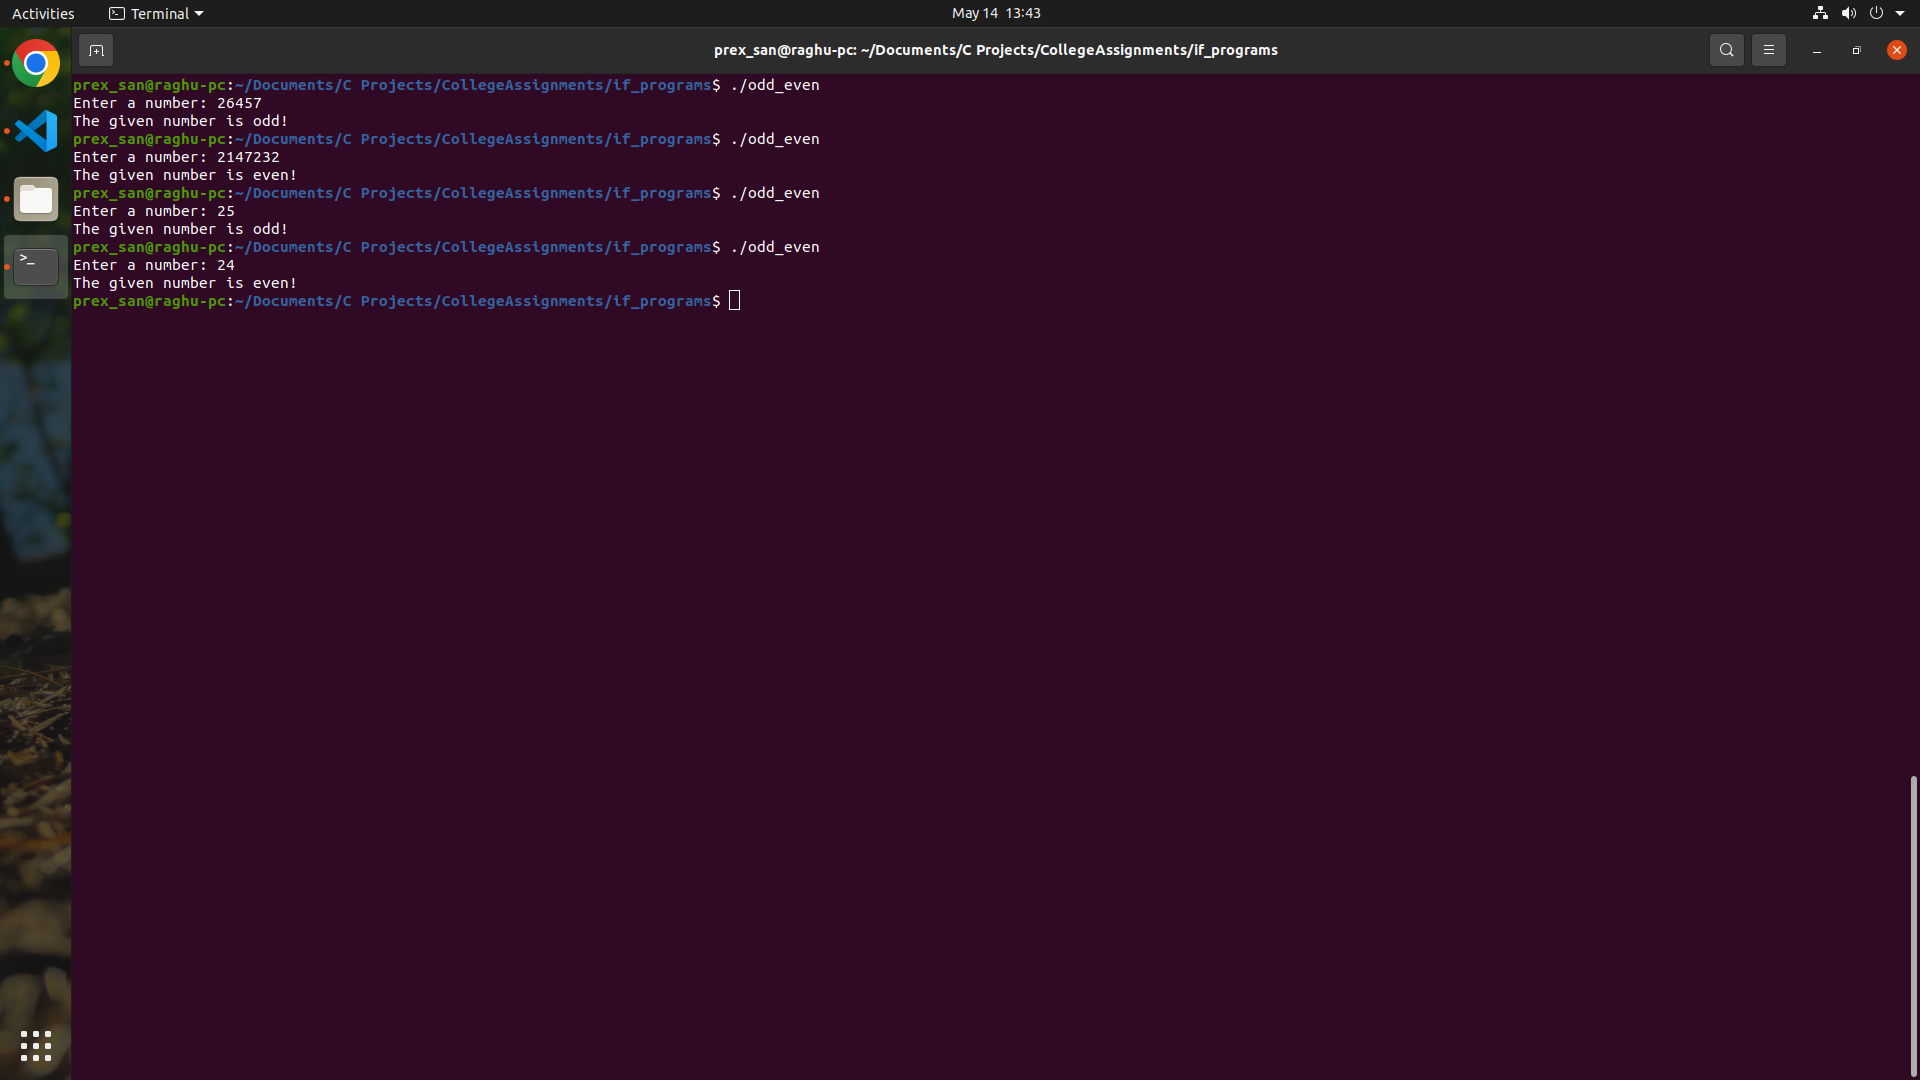 Activities
Terminal
May 14 13:43
prex_san@raghu-pc: ~/Documents/C Projects/CollegeAssignments/if_programs
prex_san@raghu-pc:~/Documents/C Projects/CollegeAssignments/if_programs$ ./odd_even
Enter a number: 26457
The given number is odd!
prex_san@raghu-pc:~/Documents/C Projects/CollegeAssignments/if_programs$ ./odd_even
Enter a number: 2147232
The given number is even!
prex_san@raghu-pc:~/Documents/C Projects/CollegeAssignments/if_programs$ ./odd_even
Enter a number: 25
The given number is odd!
prex_san@raghu-pc:~/Documents/C Projects/CollegeAssignments/if_programs$ ./odd_even
Enter a number: 24
The given number is even!
prex_san@raghu-pc:~/Documents/C Projects/CollegeAssignments/if_programs$